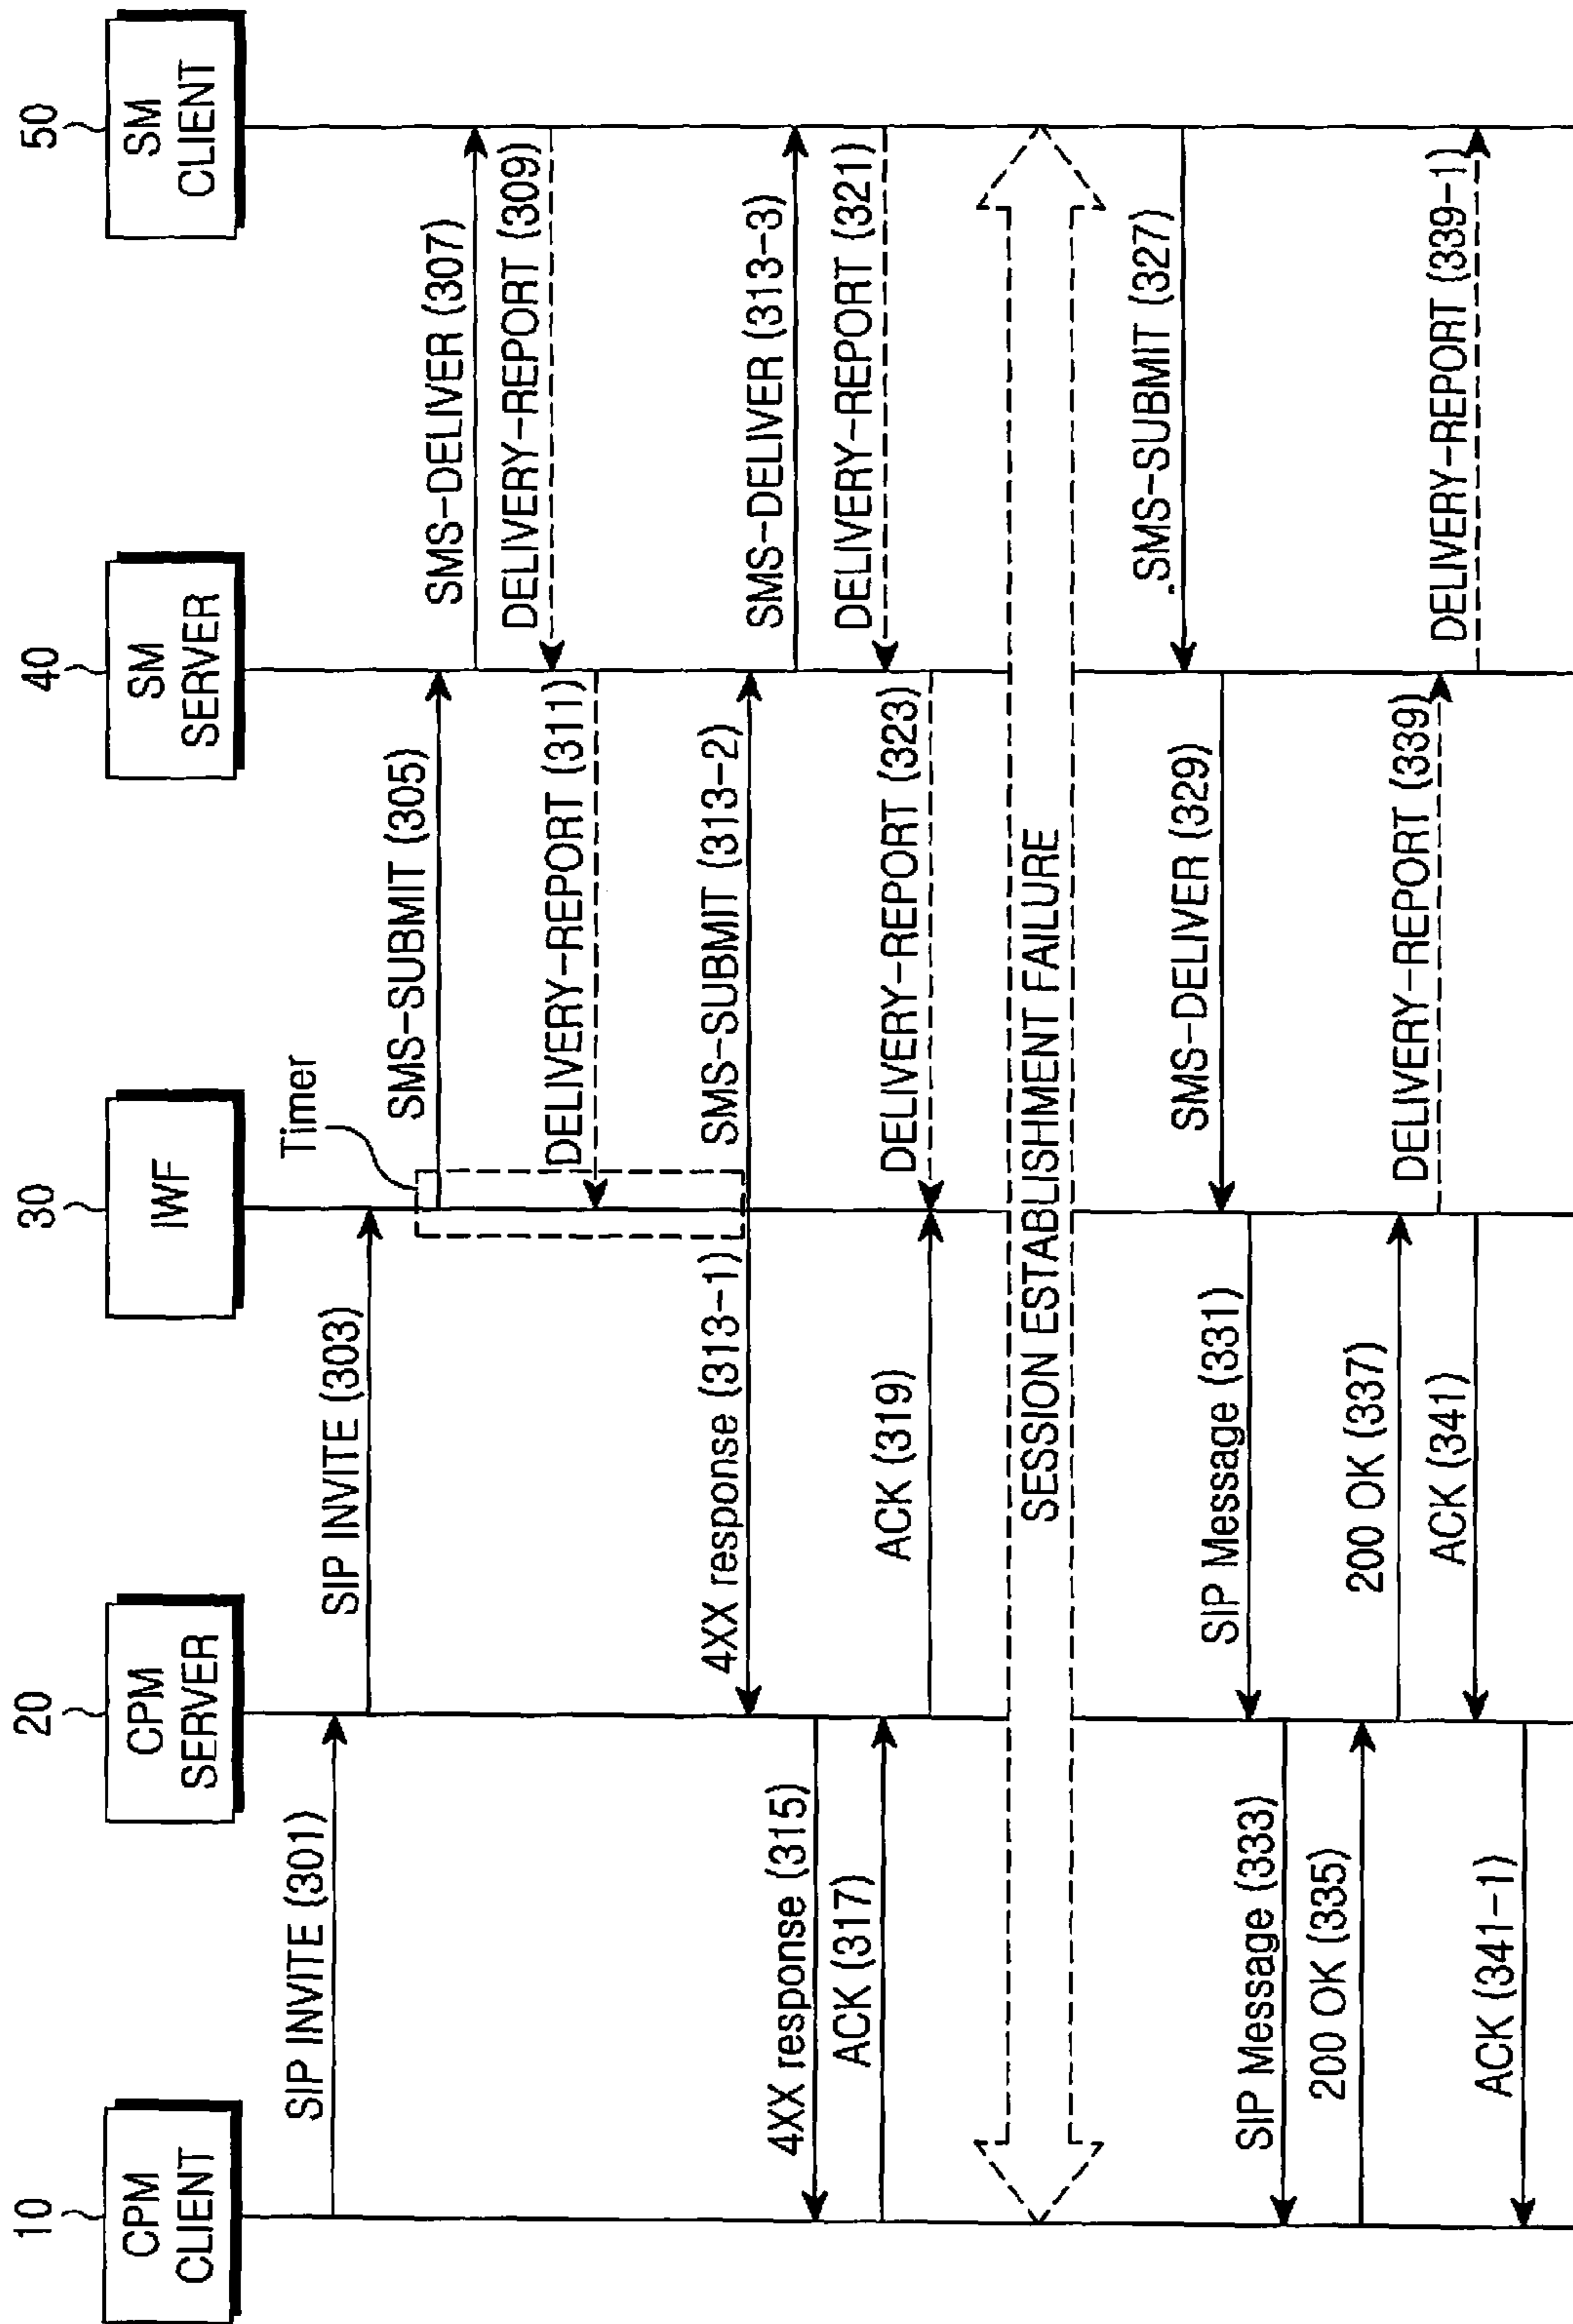 10
CPM
CLIENT
20
CPM
SERVER
30
IWF
40
SM
SERVER
50
SM
CLIENT
SIP INVITE (301)
SIP INVITE (303)
Timer
SMS-SUBMIT (305)
SMS-DELIVER (307)
DELIVERY-REPORT (309)
DELIVERY-REPORT (311)
4XX response (313-1)
SMS-SUBMIT (313-2)
SMS-DELIVER (313-3)
4XX response (315)
ACK (317)
ACK (319)
DELIVERY-REPORT (321)
DELIVERY-REPORT (323)
SESSION ESTABLISHMENT FAILURE
SMS-SUBMIT (327)
SMS-DELIVER (329)
SIP Message (331)
SIP Message (333)
200 OK (335)
200 OK (337)
DELIVERY-REPORT (339)
DELIVERY-REPORT (339-1)
ACK (341)
ACK (341-1)